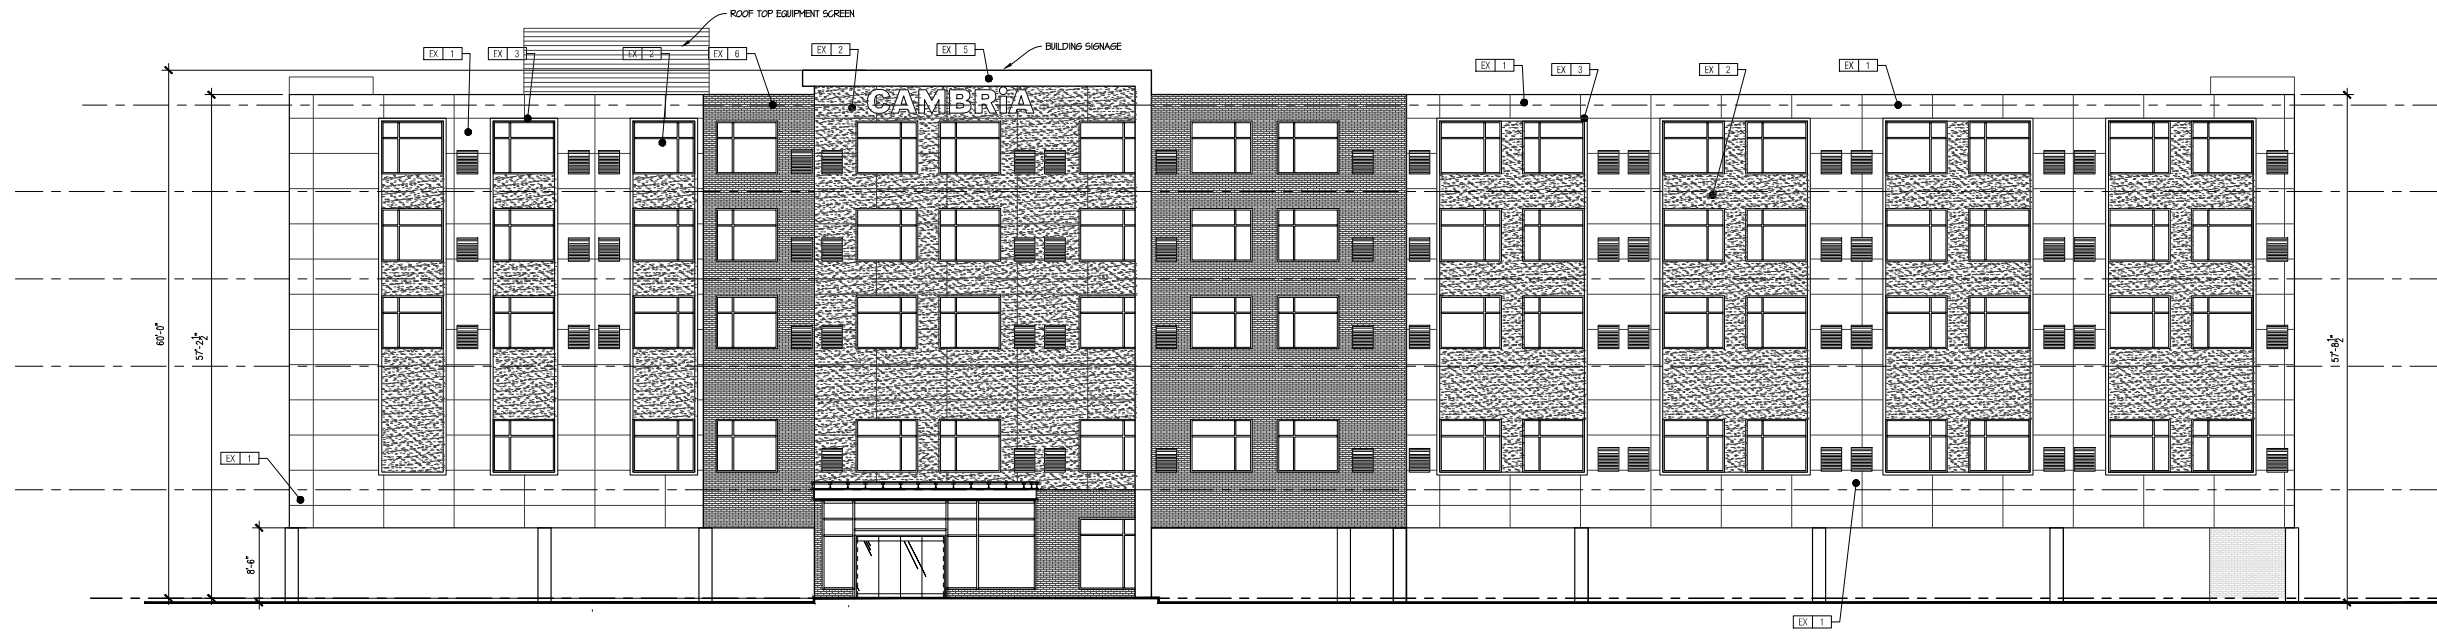 ROOF TOP EQUIPMENT SCREEN
BUILDING SIGNAGE
EX 1
EX 3
EX 2
EX 6
EX 2
EX 5
EX 1
EX 3
EX 2
EX 1
CAMBRiA
60'-0"
57'-2½"
57'-8½"
EX 1
8'-6"
EX 1